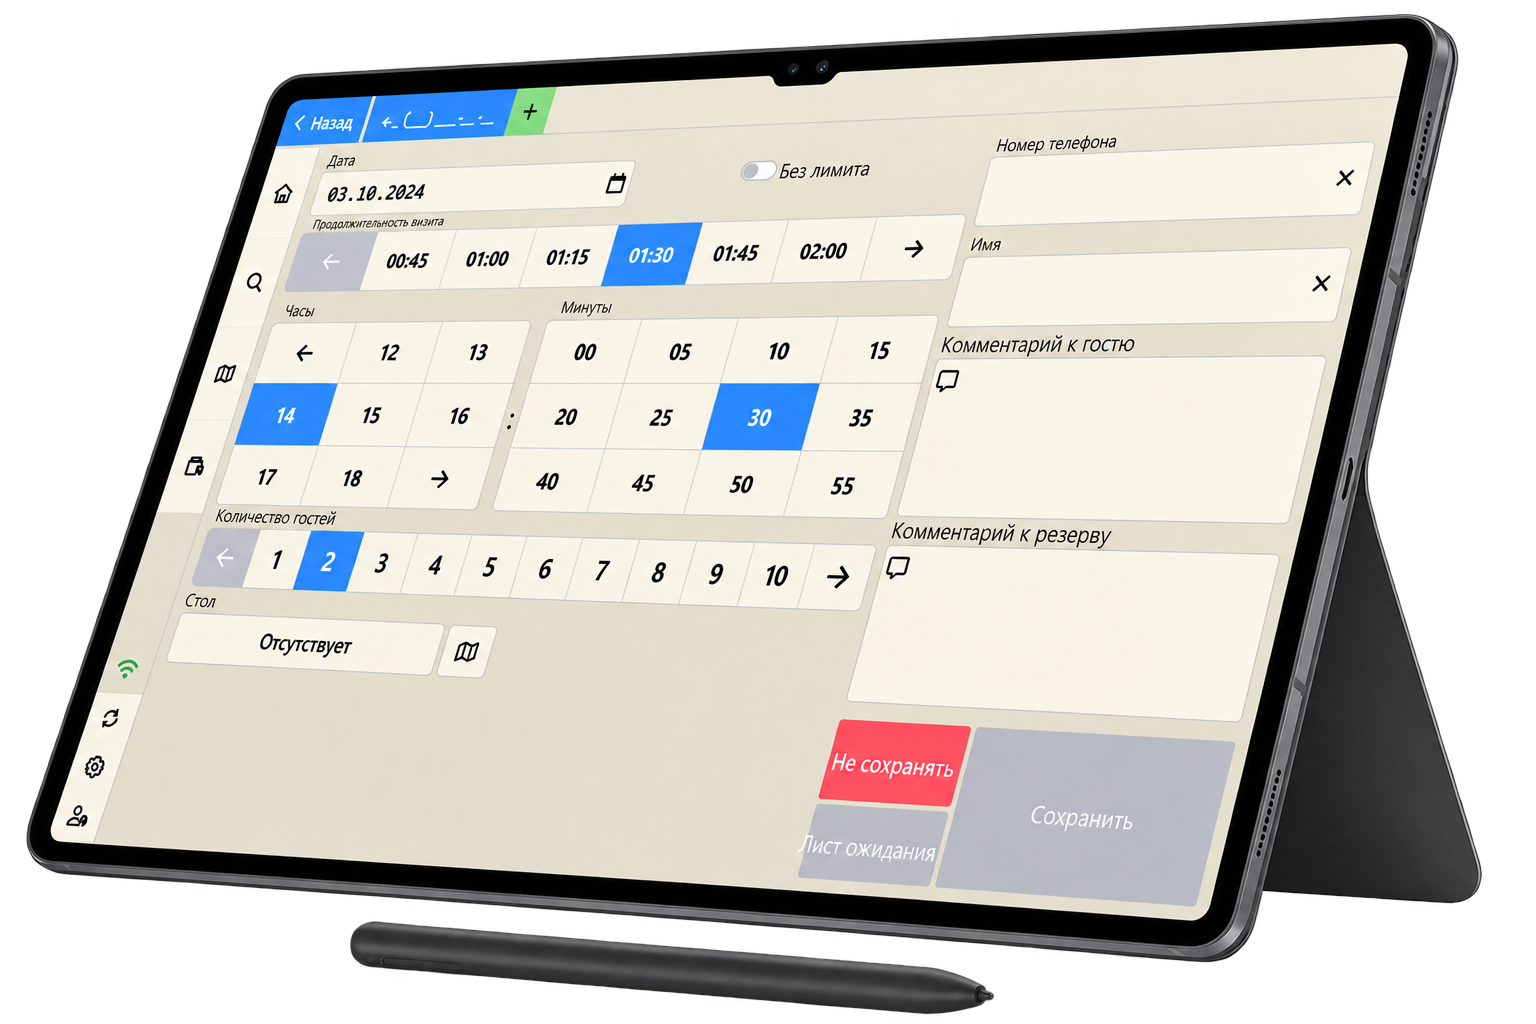 Назад
+
Дата
03.10.2024
Без лимита
Продолжительность визита
00:45 01:00 01:15 01:30 01:45 02:00
Часы
12 13
14 15 16
17 18
:
Минуты
00 05 10 15
20 25 30 35
40 45 50 55
Количество гостей
1 2 3 4 5 6 7 8 9 10
Стол
Отсутствует
Номер телефона
Имя
Комментарий к гостю
Комментарий к резерву
Не сохранять
Лист ожидания
Сохранить